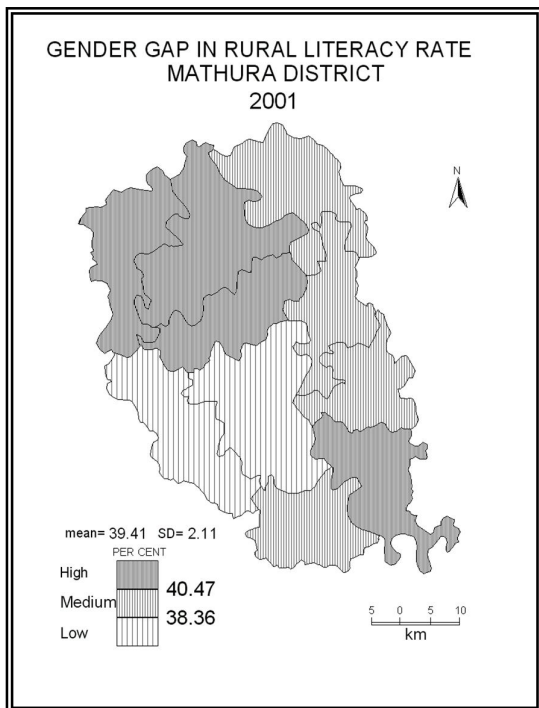 GENDER GAP IN RURAL LITERACY RATE
MATHURA DISTRICT
2001
N
mean= 39.41 SD= 2.11
PER CENT
High
40.47
Medium
38.36
Low
5 0 5 10
km